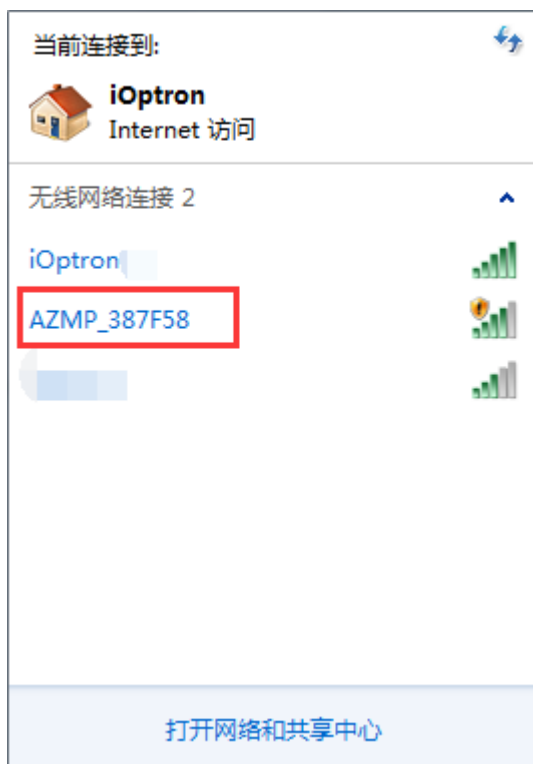 当前连接到:
iOptron
Internet 访问
无线网络连接 2
iOptron
AZMP_387F58
打开网络和共享中心